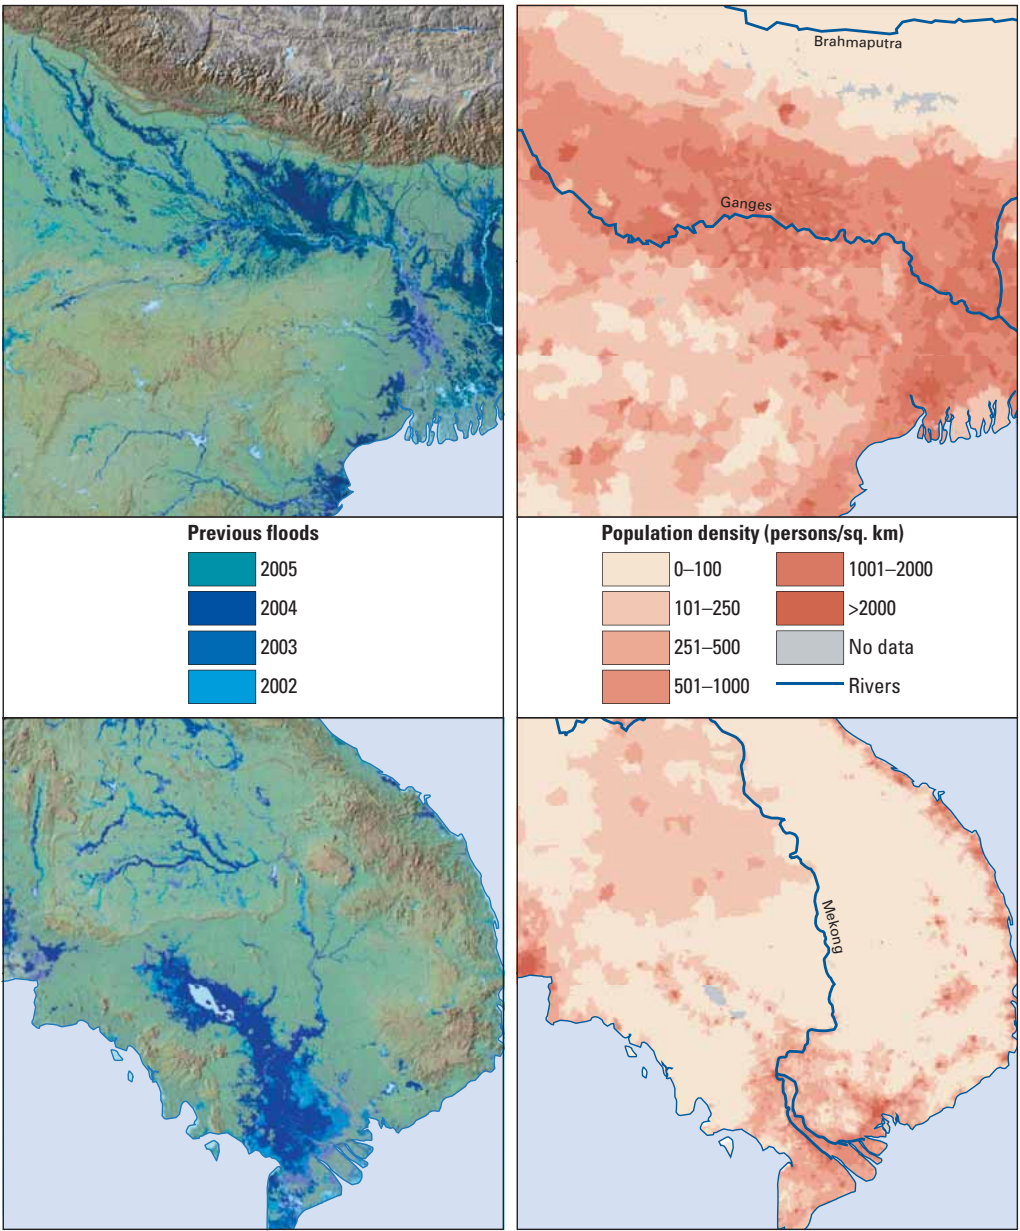 Brahmaputra
Ganges
Previous floods
2005
2004
2003
2002
Population density (persons/sq. km)
0–100
101–250
251–500
501–1000
1001–2000
>2000
No data
Rivers
Mekong